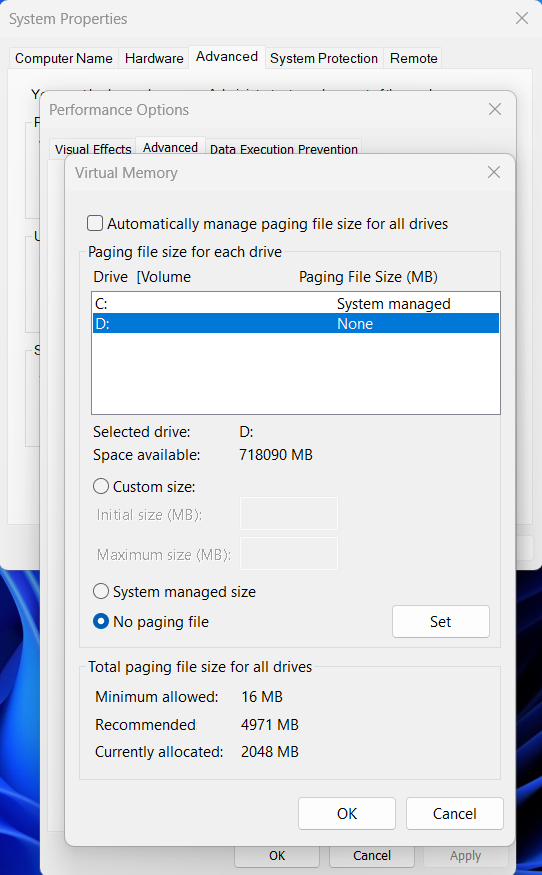 System Properties
Computer Name Hardware Advanced System Protection Remote
Performance Options
Visual Effects Advanced Data Execution Prevention
Virtual Memory
Automatically manage paging file size for all drives
Paging file size for each drive
Drive [Volume Paging File Size (MB)
C: System managed
D: None
Selected drive: D:
Space available: 718090 MB
Custom size:
Initial size (MB):
Maximum size (MB):
System managed size
No paging file Set
Total paging file size for all drives
Minimum allowed: 16 MB
Recommended 4971 MB
Currently allocated: 2048 MB
OK Cancel
OK Cancel Apply